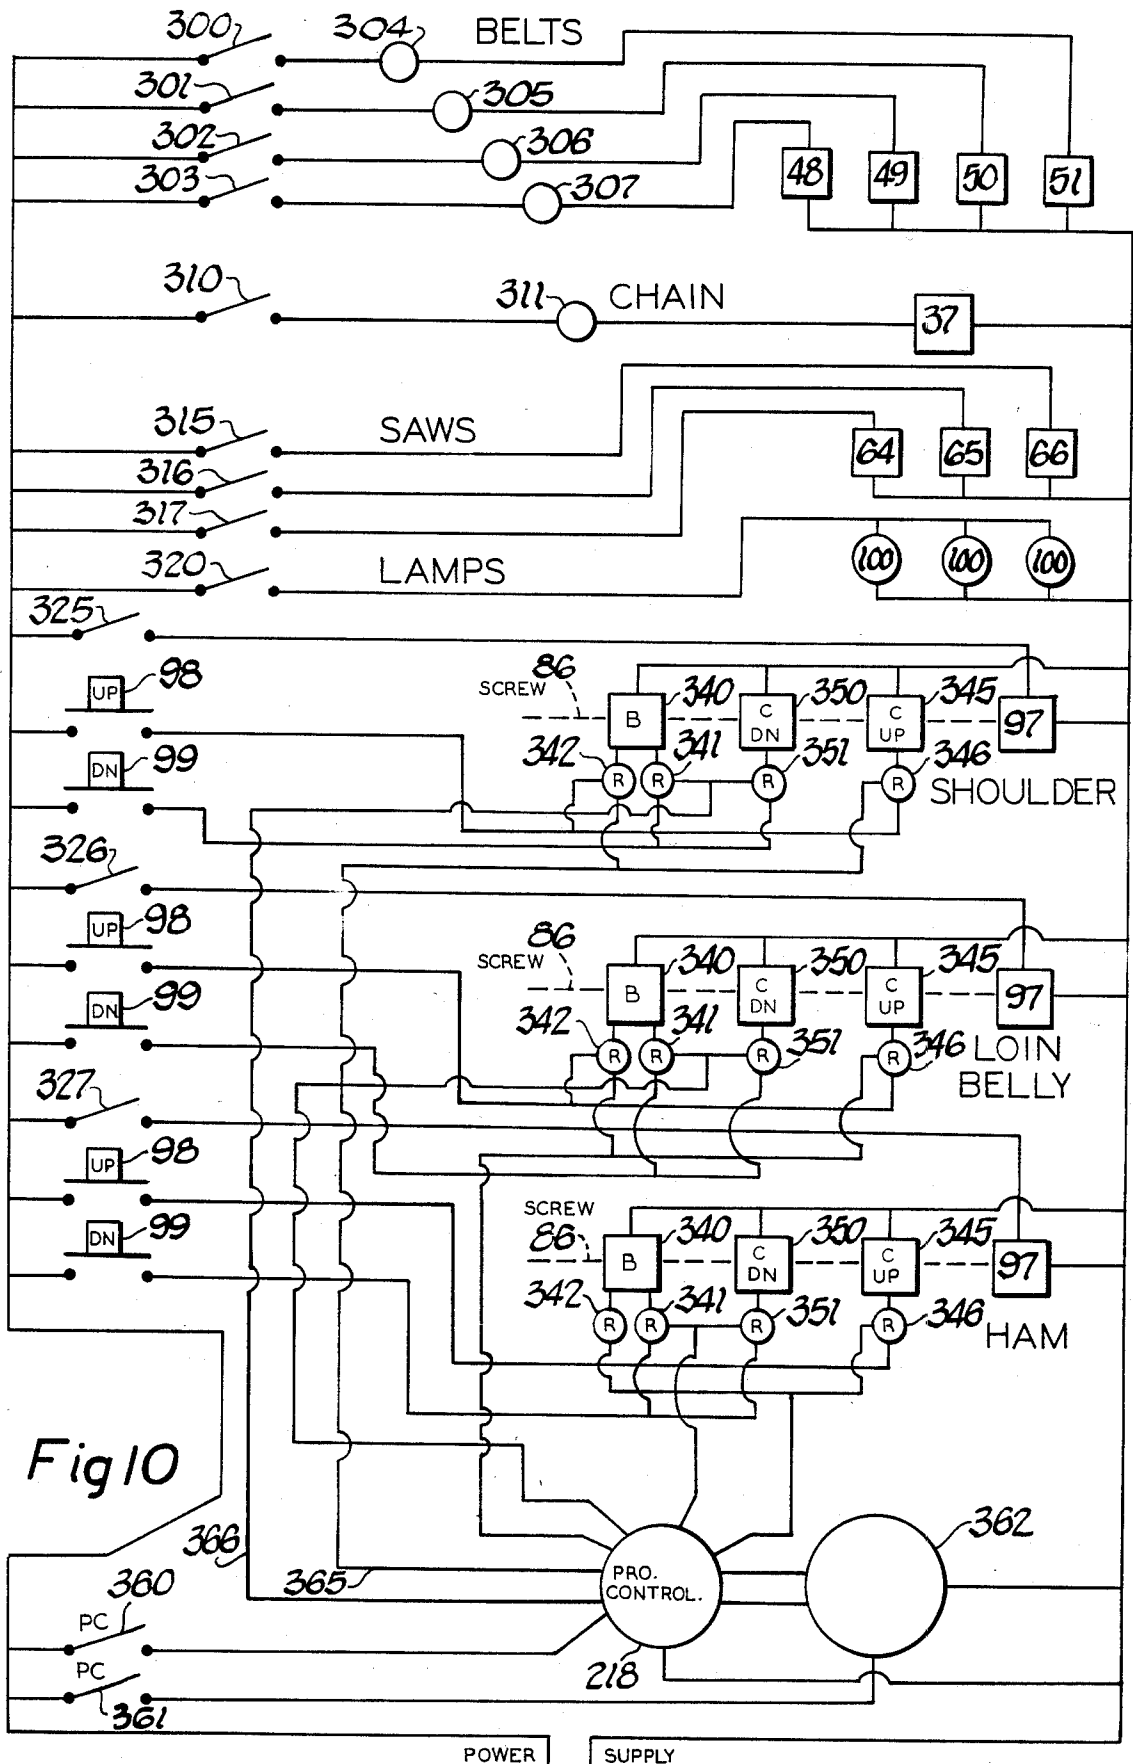 300 304 BELTS
301 305
302 306
303 307 48 49 50 51
310 311 CHAIN 37
315 SAWS 64 65 66
316
317
320 LAMPS 100 100 100
325
UP 98 SCREW 86 B 340 C DN 350 C UP 345 97
DN 99 342 R R 341 R 351 R 346 SHOULDER
326
UP 98 SCREW 86 B 340 C DN 350 C UP 345 97
DN 99 342 R R 341 R 351 R 346 LOIN
BELLY
327
UP 98 SCREW 86 B 340 C DN 350 C UP 345 97
DN 99 342 R R 341 R 351 R 346 HAM
Fig 10
366 365 PRO. 362
CONTROL.
PC 360
218
PC 361
POWER SUPPLY